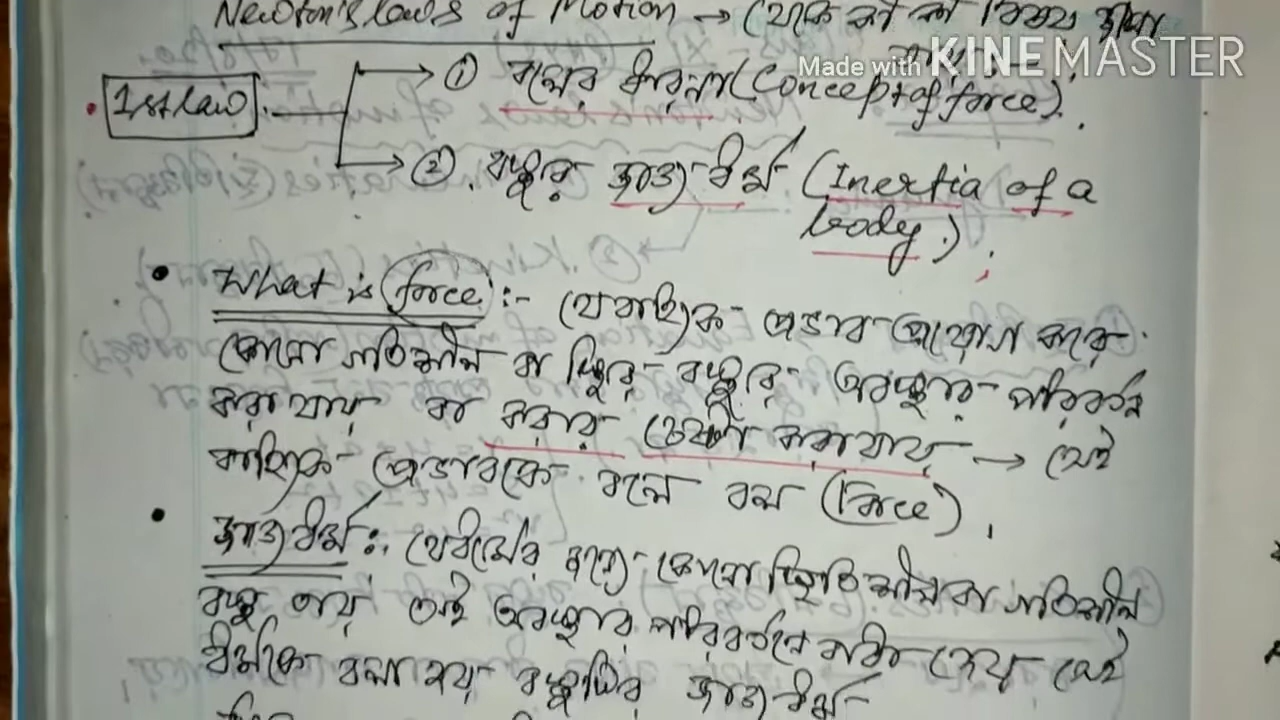 Newton's laws of Motion → (থেকে কী কী বিষয় জানা
Made with KINEMASTER
1st law
① বলের ধারনা (Concept of force).
② বস্তুর জাড্য ধর্ম (Inertia of a
body.)
What is force :- যে বাহ্যিক প্রভাব প্রয়োগ করে
কোনো গতিশীল বা স্থির বস্তুর অবস্থার পরিবর্তন
করা যায় বা করার চেষ্টা করা যায় → সেই
বাহ্যিক প্রভাবকে বলে বল (Force).
জাড্য ধর্ম :. যে ধর্মের জন্য কোনো স্থিতিশীল বা গতিশীল
বস্তু তার সেই অবস্থার পরিবর্তনে বাধা দেয় সেই
ধর্মকে বলা হয় বস্তুটির জাড্য ধর্ম